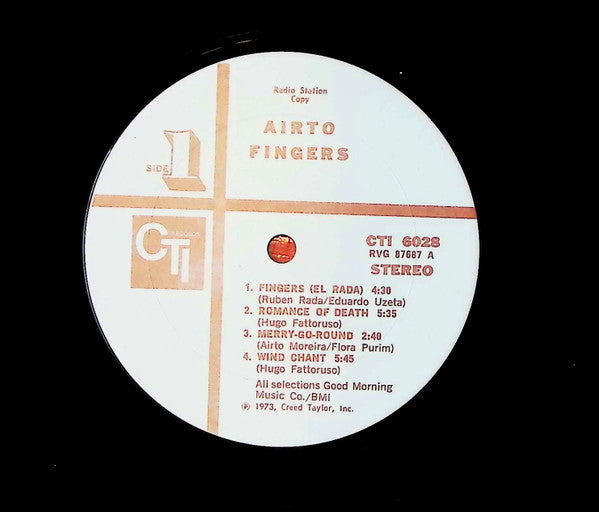 Radio Station
Copy
AIRTO
FINGERS
SIDE 1
CTI RECORDS
CTI 6028
RVG 87687 A
STEREO
1. FINGERS (EL RADA) 4:30
(Ruben Rada/Eduardo Uzeta)
2. ROMANCE OF DEATH 5:35
(Hugo Fattoruso)
3. MERRY-GO-ROUND 2:40
(Airto Moreira/Flora Purim)
4. WIND CHANT 5:45
(Hugo Fattoruso)
All selections Good Morning
Music Co./BMI
℗ 1973, Creed Taylor, Inc.